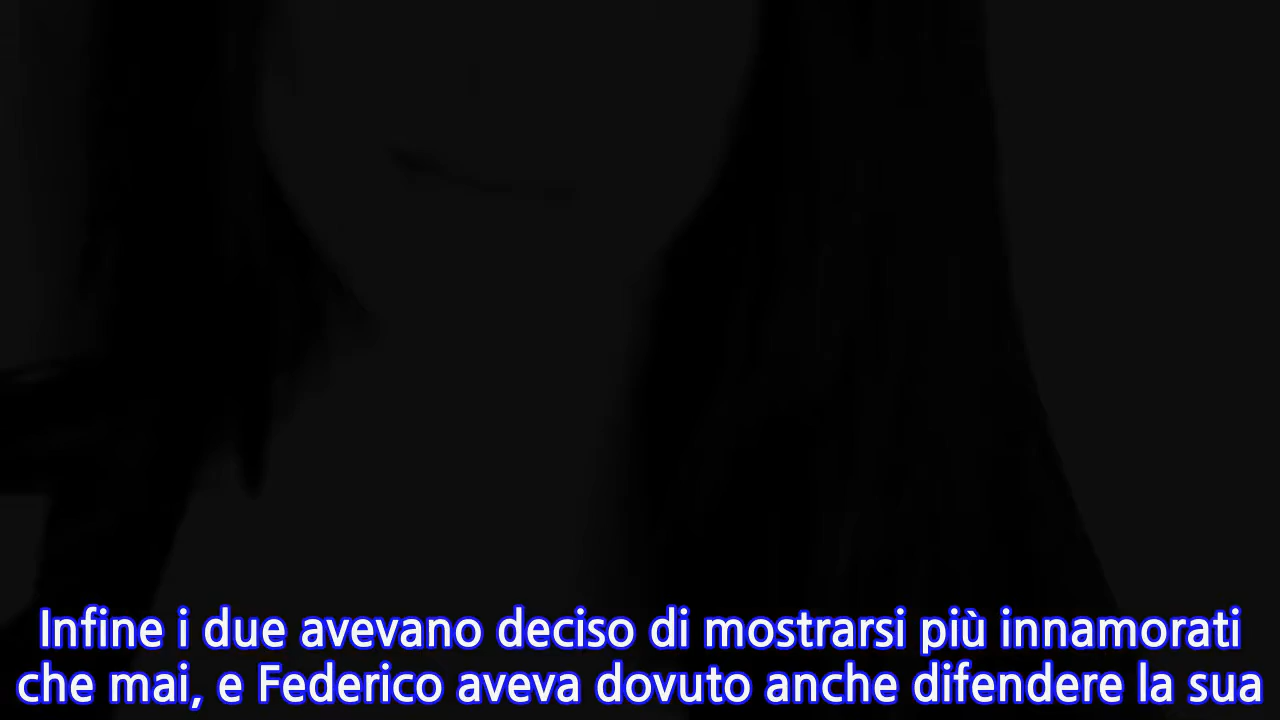 Infine i due avevano deciso di mostrarsi più innamorati
che mai, e Federico aveva dovuto anche difendere la sua